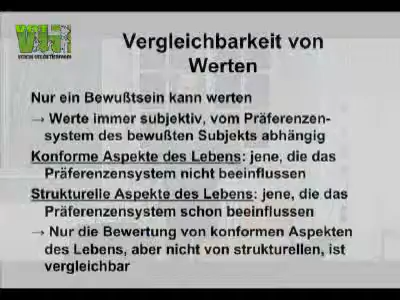 Vergleichbarkeit von
Werten
Nur ein Bewußtsein kann werten
→ Werte immer subjektiv, vom Präferenzen-
system des bewußten Subjekts abhängig
Konforme Aspekte des Lebens: jene, die das
Präferenzensystem nicht beeinflussen
Strukturelle Aspekte des Lebens: jene, die das
Präferenzensystem schon beeinflussen
→ Nur die Bewertung von konformen Aspekten
des Lebens, aber nicht von strukturellen, ist
vergleichbar